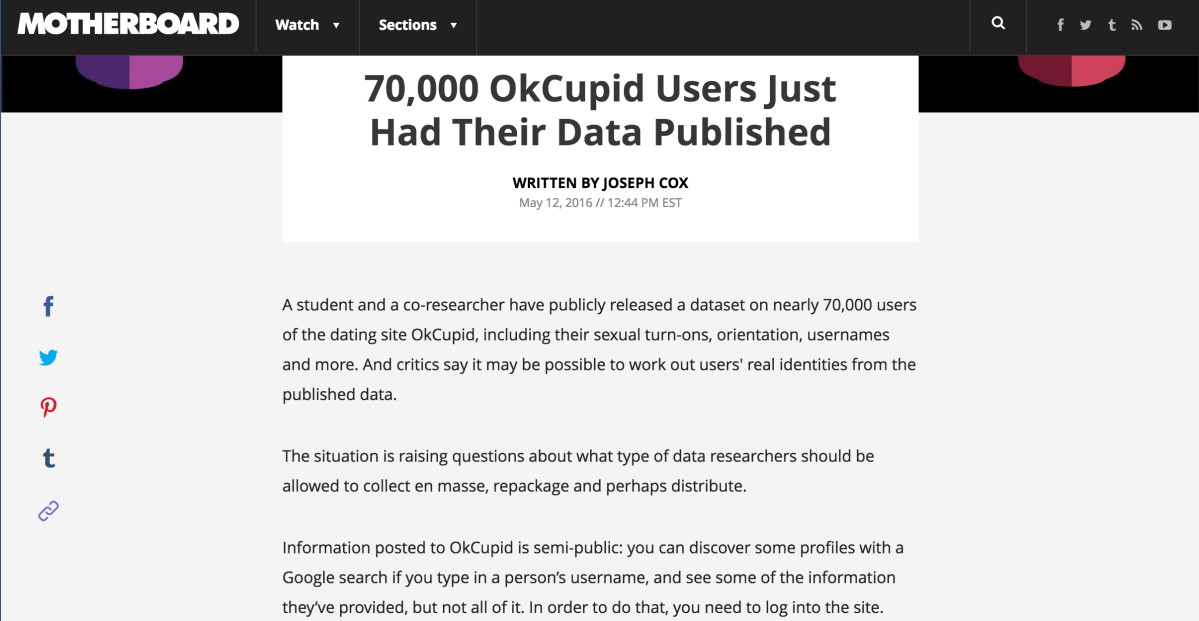 MOTHERBOARD
Watch
Sections
70,000 OkCupid Users Just
Had Their Data Published
WRITTEN BY JOSEPH COX
May 12, 2016 // 12:44 PM EST
A student and a co-researcher have publicly released a dataset on nearly 70,000 users
of the dating site OkCupid, including their sexual turn-ons, orientation, usernames
and more. And critics say it may be possible to work out users' real identities from the
published data.
The situation is raising questions about what type of data researchers should be
allowed to collect en masse, repackage and perhaps distribute.
Information posted to OkCupid is semi-public: you can discover some profiles with a
Google search if you type in a person’s username, and see some of the information
they’ve provided, but not all of it. In order to do that, you need to log into the site.